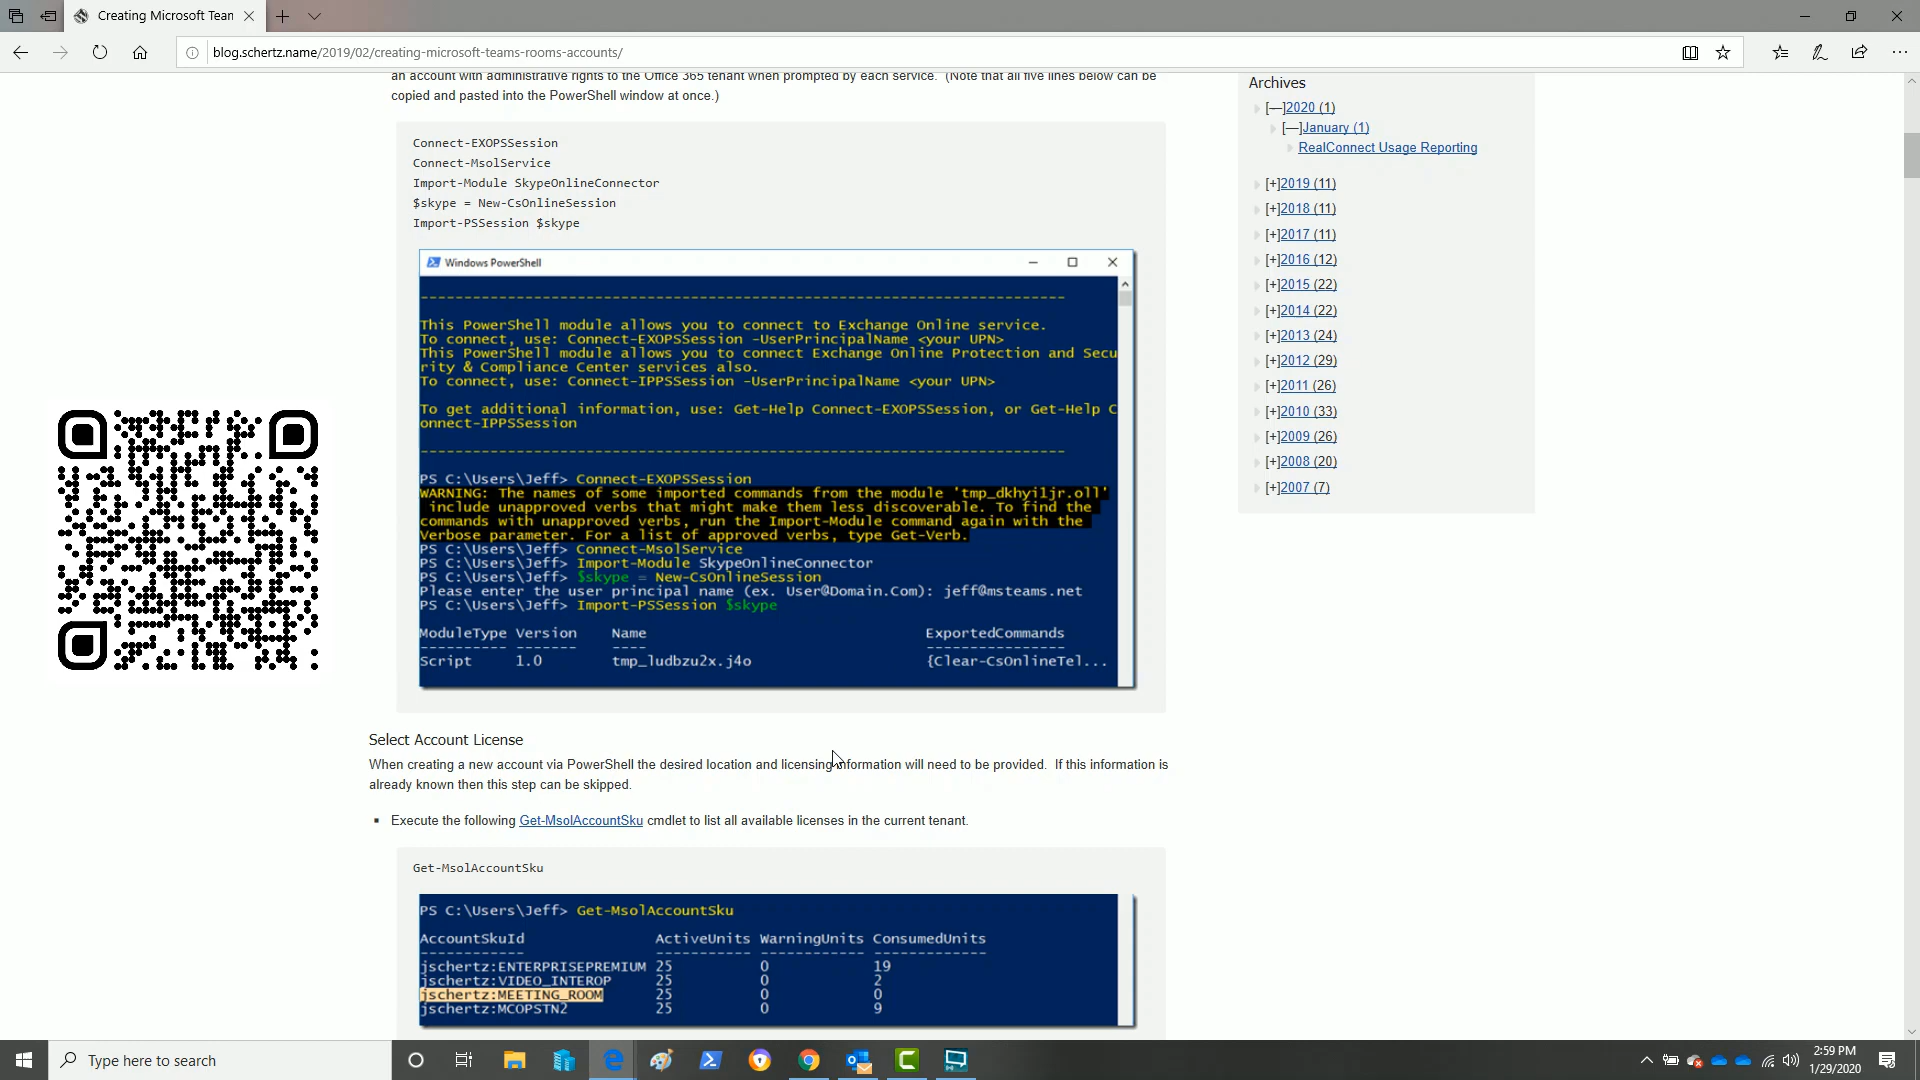 Creating Microsoft Team
blog.schertz.name/2019/02/creating-microsoft-teams-rooms-accounts/
an account with administrative rights to the Office 365 tenant when prompted by each service. (Note that all five lines below can be
copied and pasted into the PowerShell window at once.)
Connect-EXOPSSession
Connect-MsolService
Import-Module SkypeOnlineConnector
$skype = New-CsOnlineSession
Import-PSSession $skype
Windows PowerShell
This PowerShell module allows you to connect to Exchange Online service.
To connect, use: Connect-EXOPSSession -UserPrincipalName <your UPN>
This PowerShell module allows you to connect Exchange Online Protection and Secu
rity & Compliance Center services also.
To connect, use: Connect-IPPSSession -UserPrincipalName <your UPN>
To get additional information, use: Get-Help Connect-EXOPSSession, or Get-Help C
onnect-IPPSSession
PS C:\Users\Jeff> Connect-EXOPSSession
WARNING: The names of some imported commands from the module 'tmp_dkhyi1jr.oll'
include unapproved verbs that might make them less discoverable. To find the
commands with unapproved verbs, run the Import-Module command again with the
Verbose parameter. For a list of approved verbs, type Get-Verb.
PS C:\Users\Jeff> Connect-MsolService
PS C:\Users\Jeff> Import-Module SkypeOnlineConnector
PS C:\Users\Jeff> $skype = New-CsOnlineSession
Please enter the user principal name (ex. User@Domain.Com): jeff@msteams.net
PS C:\Users\Jeff> Import-PSSession $skype
ModuleType Version Name ExportedCommands
---------- ------- ---- ----------------
Script 1.0 tmp_ludbzu2x.j4o {Clear-CsOnlineTel...
Select Account License
When creating a new account via PowerShell the desired location and licensing information will need to be provided. If this information is
already known then this step can be skipped.
Execute the following Get-MsolAccountSku cmdlet to list all available licenses in the current tenant.
Get-MsolAccountSku
PS C:\Users\Jeff> Get-MsolAccountSku
AccountSkuId ActiveUnits WarningUnits ConsumedUnits
------------ ----------- ------------ -------------
jschertz:ENTERPRISEPREMIUM 25 0 19
jschertz:VIDEO_INTEROP 25 0 2
jschertz:MEETING_ROOM 25 0 0
jschertz:MCOPSTN2 25 0 9
Archives
[—]2020 (1)
[—]January (1)
RealConnect Usage Reporting
[+]2019 (11)
[+]2018 (11)
[+]2017 (11)
[+]2016 (12)
[+]2015 (22)
[+]2014 (22)
[+]2013 (24)
[+]2012 (29)
[+]2011 (26)
[+]2010 (33)
[+]2009 (26)
[+]2008 (20)
[+]2007 (7)
Type here to search
2:59 PM
1/29/2020